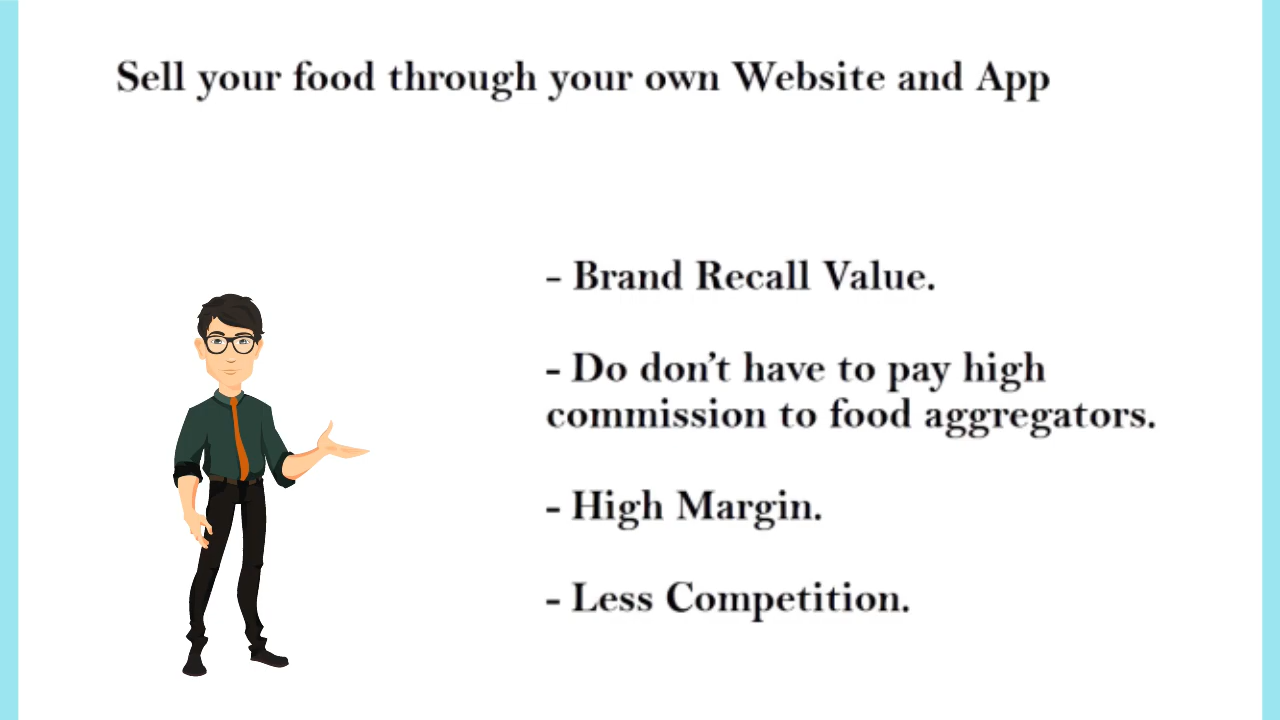 Sell your food through your own Website and App
- Brand Recall Value.
- Do don't have to pay high
commission to food aggregators.
- High Margin.
- Less Competition.